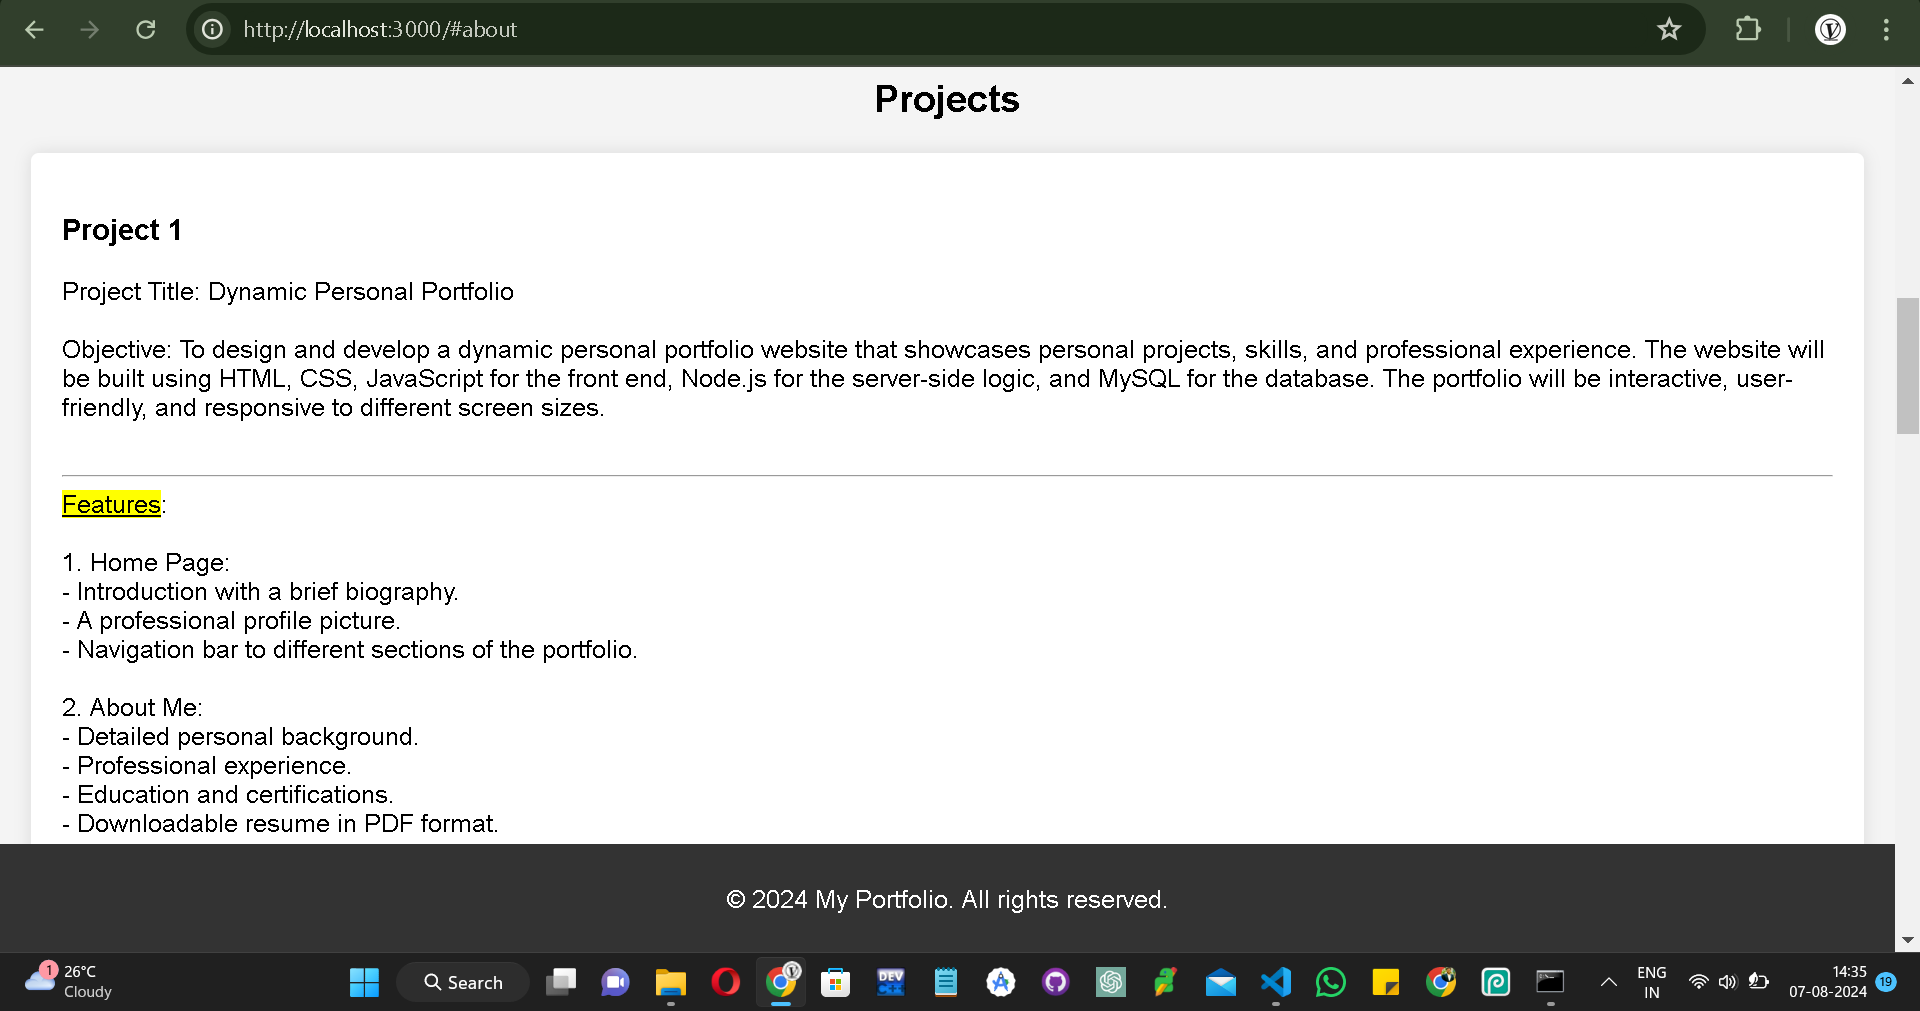 http://localhost:3000/#about
Projects
Project 1
Project Title: Dynamic Personal Portfolio
Objective: To design and develop a dynamic personal portfolio website that showcases personal projects, skills, and professional experience. The website will
be built using HTML, CSS, JavaScript for the front end, Node.js for the server-side logic, and MySQL for the database. The portfolio will be interactive, user-
friendly, and responsive to different screen sizes.
Features:
1. Home Page:
- Introduction with a brief biography.
- A professional profile picture.
- Navigation bar to different sections of the portfolio.
2. About Me:
- Detailed personal background.
- Professional experience.
- Education and certifications.
- Downloadable resume in PDF format.
© 2024 My Portfolio. All rights reserved.
1
26°C
Cloudy
Search
DEV
C++
ENG
IN
14:35
07-08-2024
19